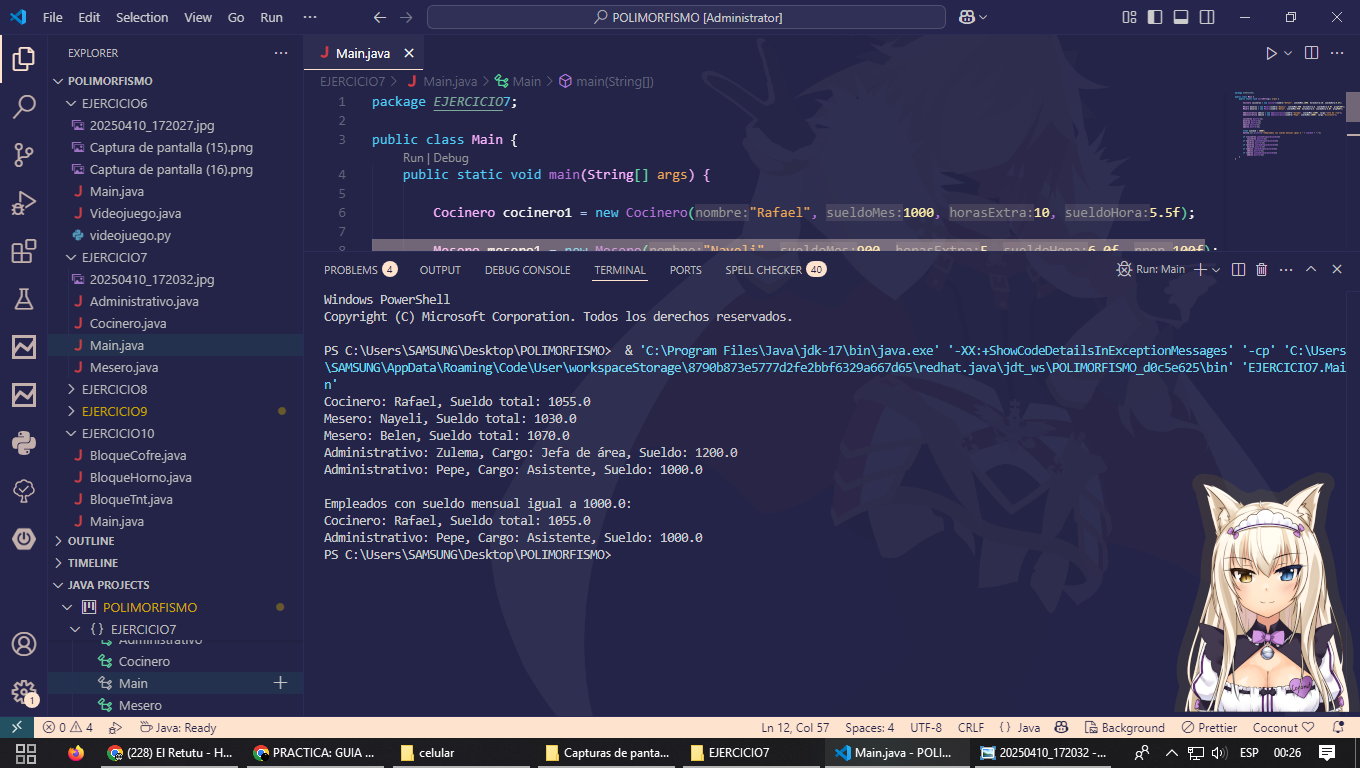 File Edit Selection View Go Run ··· POLIMORFISMO [Administrator]
EXPLORER
POLIMORFISMO
EJERCICIO6
20250410_172027.jpg
Captura de pantalla (15).png
Captura de pantalla (16).png
Main.java
Videojuego.java
videojuego.py
EJERCICIO7
20250410_172032.jpg
Administrativo.java
Cocinero.java
Main.java
Mesero.java
EJERCICIO8
EJERCICIO9
EJERCICIO10
BloqueCofre.java
BloqueHorno.java
BloqueTnt.java
Main.java
OUTLINE
TIMELINE
JAVA PROJECTS
POLIMORFISMO
{} EJERCICIO7
Administrativo
Cocinero
Main
Mesero
1
Main.java
EJERCICIO7 > Main.java > Main > main(String[])
1 package EJERCICIO7;
2
3 public class Main {
Run | Debug
4 public static void main(String[] args) {
5
6 Cocinero cocinero1 = new Cocinero(nombre:"Rafael", sueldoMes:1000, horasExtra:10, sueldoHora:5.5f);
7
8 Mesero mesero1 = new Mesero(nombre:"Nayeli", sueldoMes:900, horasExtra:5, sueldoHora:6.0f, prop:100f);
PROBLEMS 4 OUTPUT DEBUG CONSOLE TERMINAL PORTS SPELL CHECKER 40 Run: Main
Windows PowerShell
Copyright (C) Microsoft Corporation. Todos los derechos reservados.
PS C:\Users\SAMSUNG\Desktop\POLIMORFISMO> & 'C:\Program Files\Java\jdk-17\bin\java.exe' '-XX:+ShowCodeDetailsInExceptionMessages' '-cp' 'C:\Users
\SAMSUNG\AppData\Roaming\Code\User\workspaceStorage\8790b873e5777d2fe2bbf6329a667d65\redhat.java\jdt_ws\POLIMORFISMO_d0c5e625\bin' 'EJERCICIO7.Mai
n'
Cocinero: Rafael, Sueldo total: 1055.0
Mesero: Nayeli, Sueldo total: 1030.0
Mesero: Belen, Sueldo total: 1070.0
Administrativo: Zulema, Cargo: Jefa de área, Sueldo: 1200.0
Administrativo: Pepe, Cargo: Asistente, Sueldo: 1000.0
Empleados con sueldo mensual igual a 1000.0:
Cocinero: Rafael, Sueldo total: 1055.0
Administrativo: Pepe, Cargo: Asistente, Sueldo: 1000.0
PS C:\Users\SAMSUNG\Desktop\POLIMORFISMO>
0 4 Java: Ready Ln 12, Col 57 Spaces: 4 UTF-8 CRLF {} Java Background Prettier Coconut
(228) El Retutu - H... PRACTICA: GUIA ... celular Capturas de panta... EJERCICIO7 Main.java - POLI... 20250410_172032 -... ESP 00:26